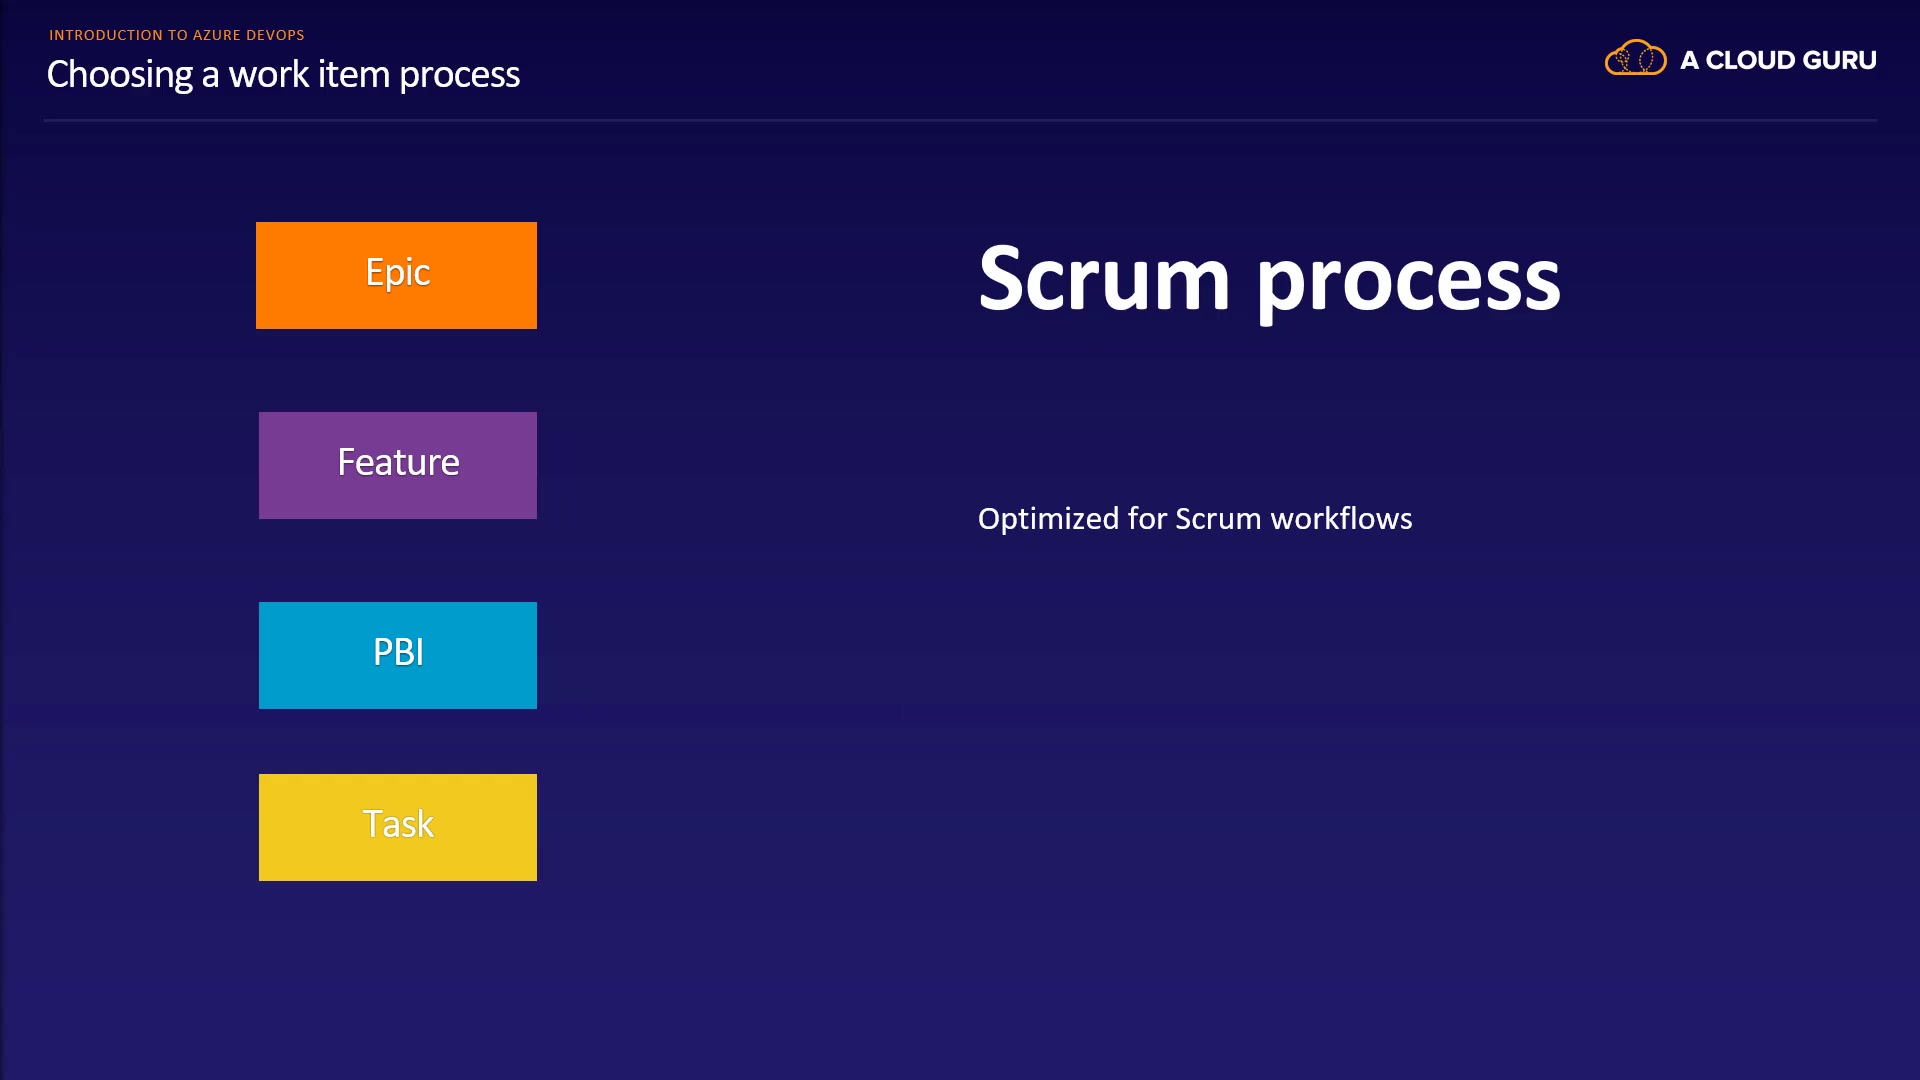 INTRODUCTION TO AZURE DEVOPS
Choosing a work item process
A CLOUD GURU
Epic
Feature
PBI
Task
Scrum process
Optimized for Scrum workflows